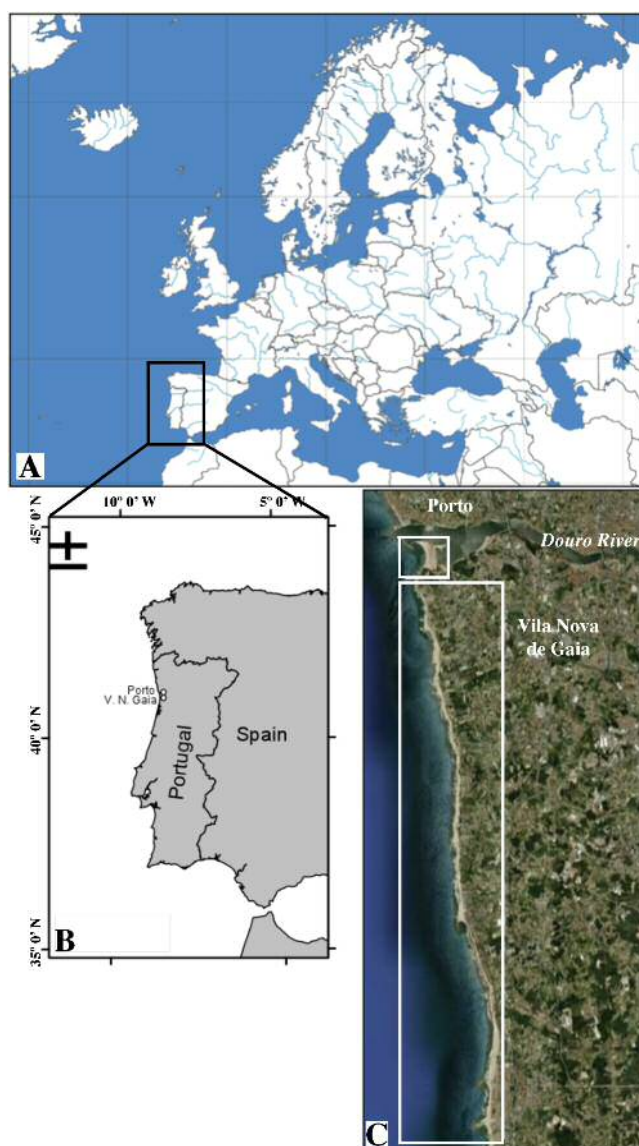 A
10° 0’ W
5° 0’ W
45° 0’ N
Porto
V. N. Gaia
40° 0’ N
Portugal
Spain
35° 0’ N
B
Porto
Douro River
Vila Nova
de Gaia
C